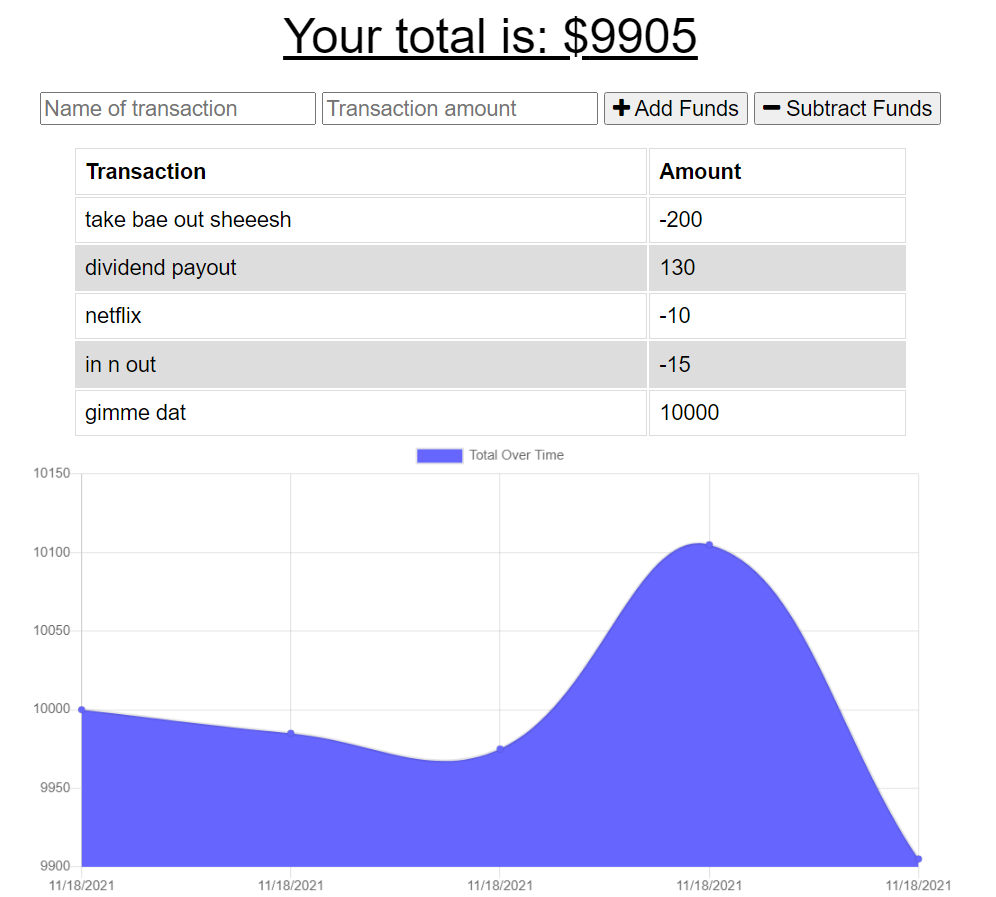 Your total is: $9905
Name of transaction Transaction amount Add Funds Subtract Funds
Transaction Amount
take bae out sheeesh -200
dividend payout 130
netflix -10
in n out -15
gimme dat 10000
Total Over Time
10150
10100
10050
10000
9950
9900
11/18/2021 11/18/2021 11/18/2021 11/18/2021 11/18/2021